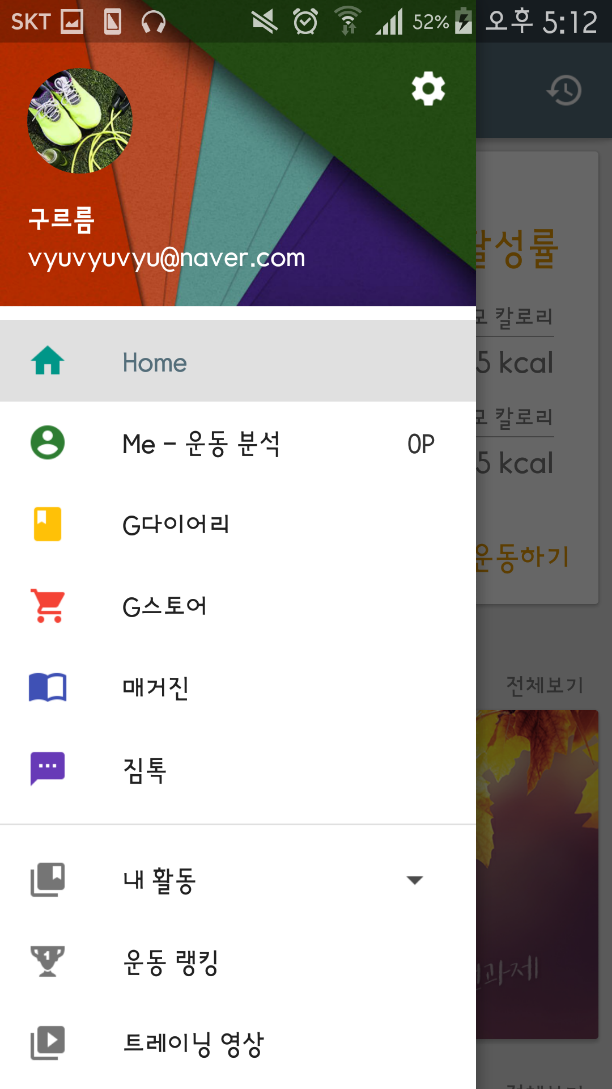 SKT 52% 오후 5:12
구르름
vyuvyuvyu@naver.com
달성률
모 칼로리
5 kcal
모 칼로리
5 kcal
운동하기
전체보기
Home
Me - 운동 분석 0P
G다이어리
G스토어
매거진
짐톡
내 활동
운동 랭킹
1
트레이닝 영상